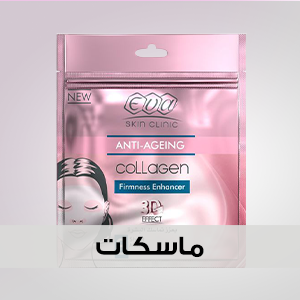 NEW
EVA
SKIN CLINIC
ANTI-AGEING
coLLagen
Firmness Enhancer
3D
EFFECT
ماسكات